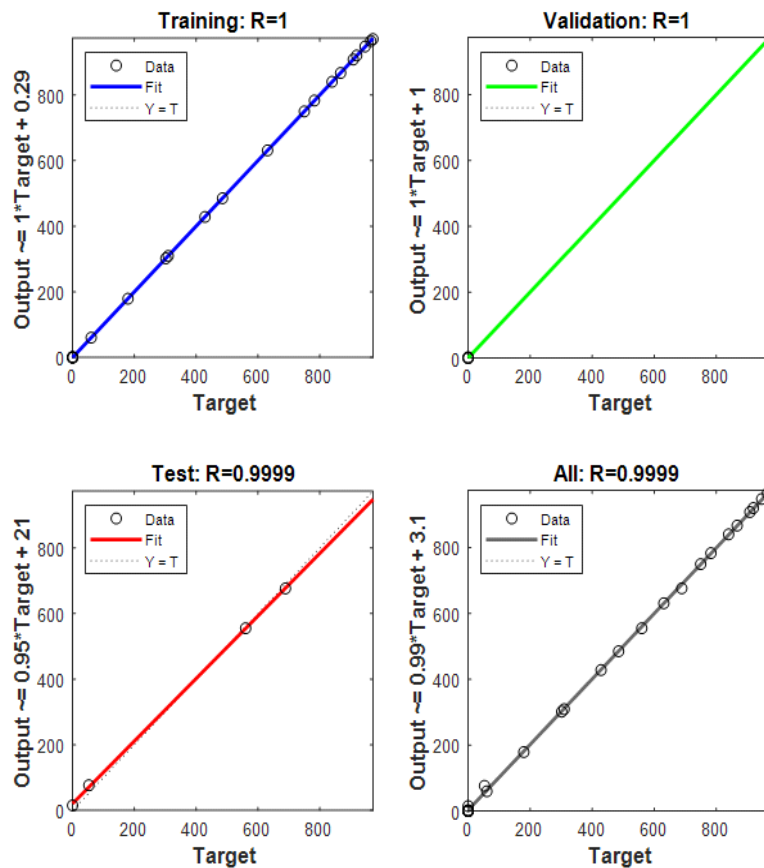 Training: R=1
Output ~= 1*Target + 0.29
Data
Fit
Y = T
800
600
400
200
0
0 200 400 600 800
Target
Validation: R=1
Output ~= 1*Target + 1
Data
Fit
Y = T
800
600
400
200
0
0 200 400 600 800
Target
Test: R=0.9999
Output ~= 0.95*Target + 21
Data
Fit
Y = T
800
600
400
200
0
0 200 400 600 800
Target
All: R=0.9999
Output ~= 0.99*Target + 3.1
Data
Fit
Y = T
800
600
400
200
0
0 200 400 600 800
Target